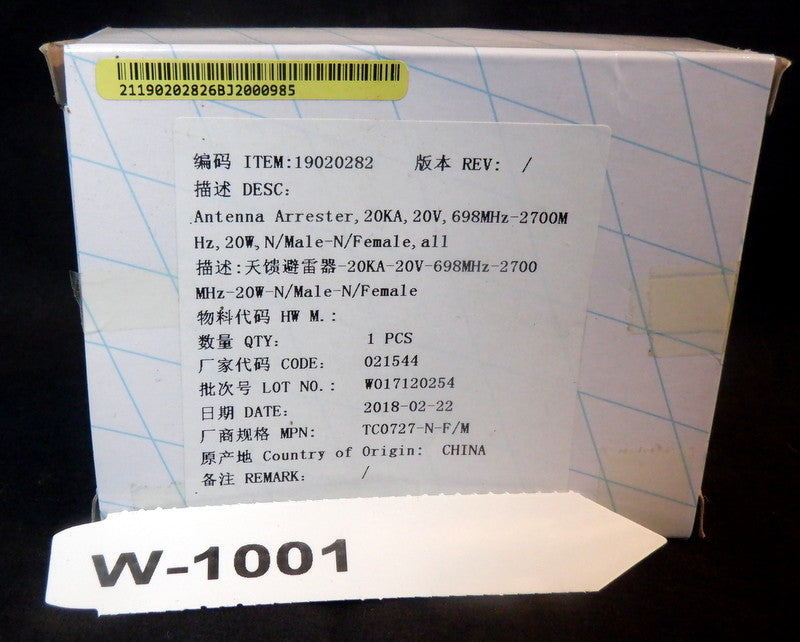 21190202826BJ2000985
编码 ITEM:19020282 版本 REV: /
描述 DESC:
Antenna Arrester,20KA,20V,698MHz-2700M
Hz,20W,N/Male-N/Female,all
描述:天馈避雷器-20KA-20V-698MHz-2700
MHz-20W-N/Male-N/Female
物料代码 HW M.:
数量 QTY: 1 PCS
厂家代码 CODE: 021544
批次号 LOT NO.: W017120254
日期 DATE: 2018-02-22
厂商规格 MPN: TC0727-N-F/M
原产地 Country of Origin: CHINA
备注 REMARK: /
W-1001